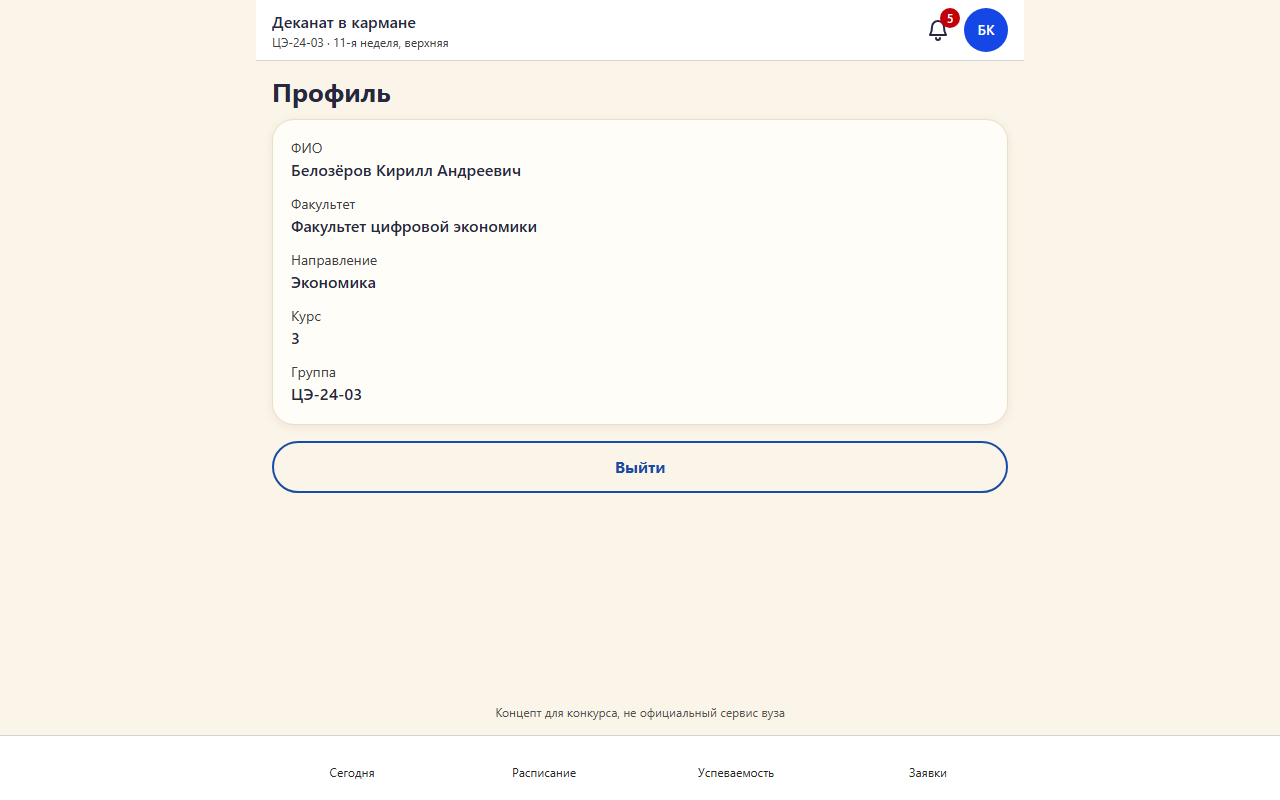 Деканат в кармане
ЦЭ-24-03 · 11-я неделя, верхняя
5
БК
Профиль
ФИО
Белозёров Кирилл Андреевич
Факультет
Факультет цифровой экономики
Направление
Экономика
Курс
3
Группа
ЦЭ-24-03
Выйти
Концепт для конкурса, не официальный сервис вуза
Сегодня
Расписание
Успеваемость
Заявки